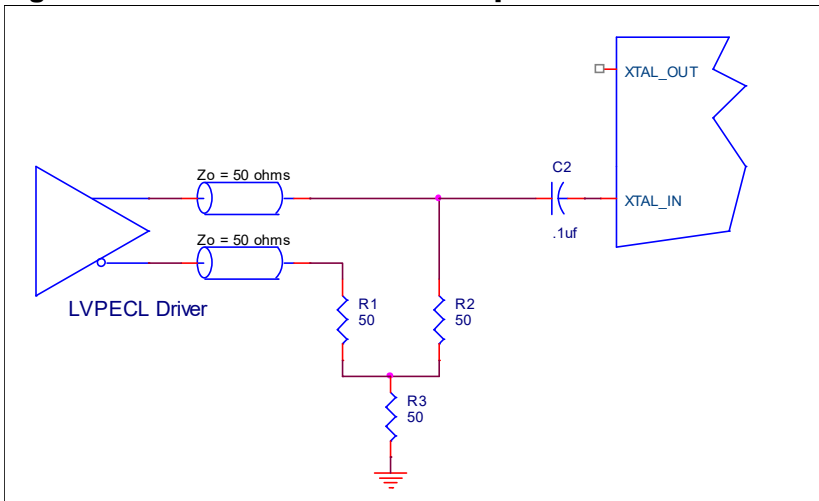 XTAL_OUT
Zo = 50 ohms
C2
XTAL_IN
.1uf
Zo = 50 ohms
LVPECL Driver
R1
50
R2
50
R3
50